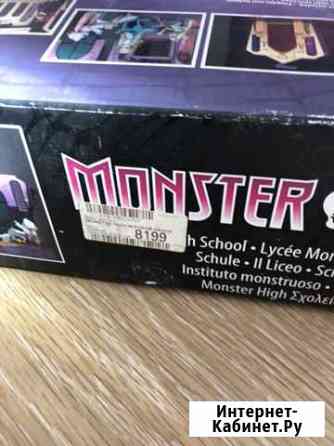 MONSTER
8199
h School • Lycée Mon
Schule • Il Liceo • Sc
Instituto monstruoso •
Monster High Σχολεί
Интернет-
Кабинет.Ру